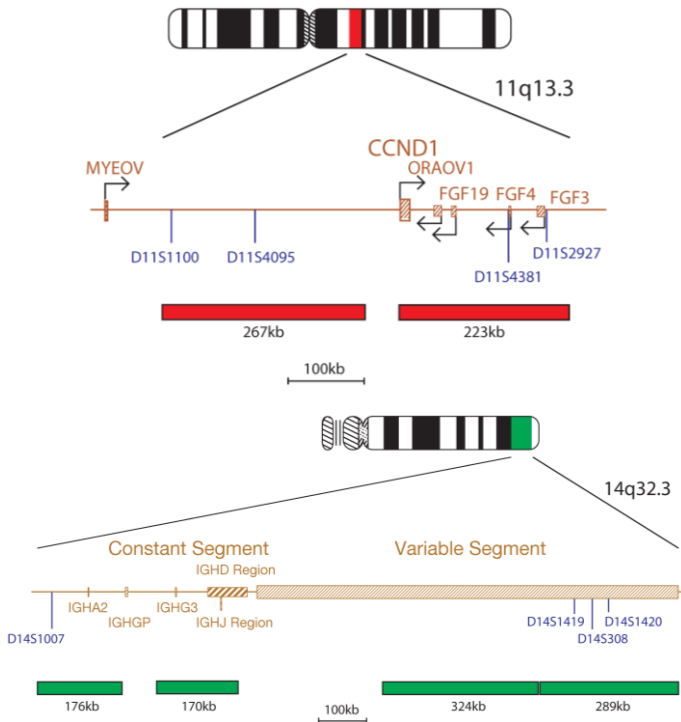 11q13.3
CCND1
MYEOV
ORAOV1
FGF19 FGF4 FGF3
D11S1100 D11S4095 D11S2927
D11S4381
267kb 223kb
100kb
14q32.3
Constant Segment Variable Segment
IGHD Region
IGHA2 IGHG3
IGHGP IGHJ Region
D14S1007 D14S1419 D14S1420
D14S308
176kb 170kb 324kb 289kb
100kb